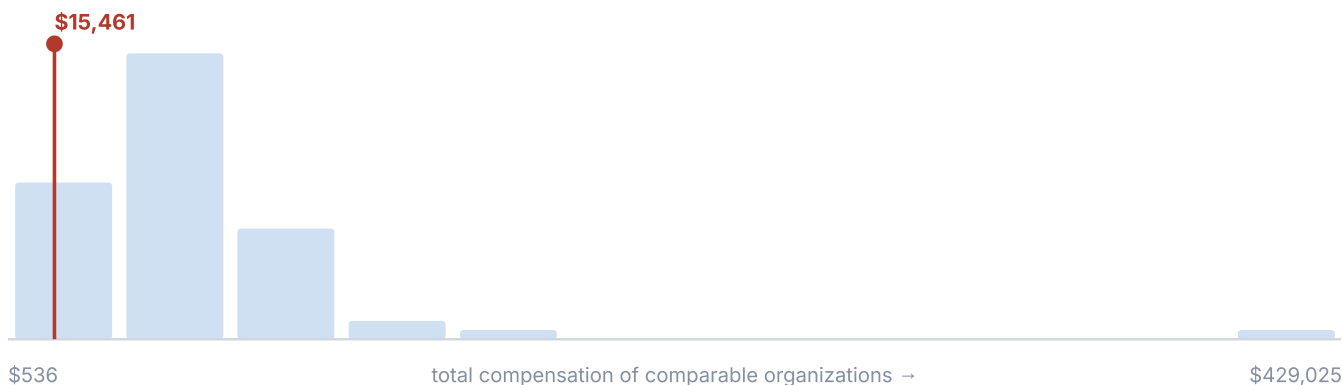 $15,461
$536
total compensation of comparable organizations →
$429,025